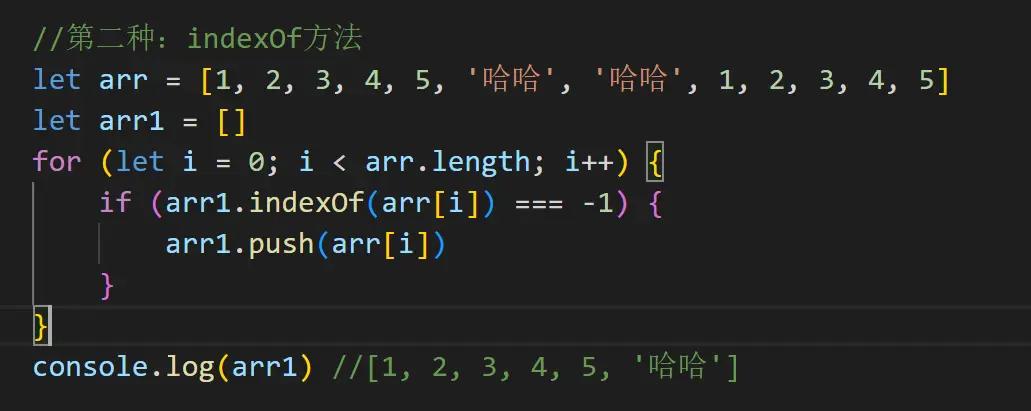 //第二种：indexOf方法
let arr = [1, 2, 3, 4, 5, '哈哈', '哈哈', 1, 2, 3, 4, 5]
let arr1 = []
for (let i = 0; i < arr.length; i++) {
    if (arr1.indexOf(arr[i]) === -1) {
        arr1.push(arr[i])
    }
}
console.log(arr1) //[1, 2, 3, 4, 5, '哈哈']